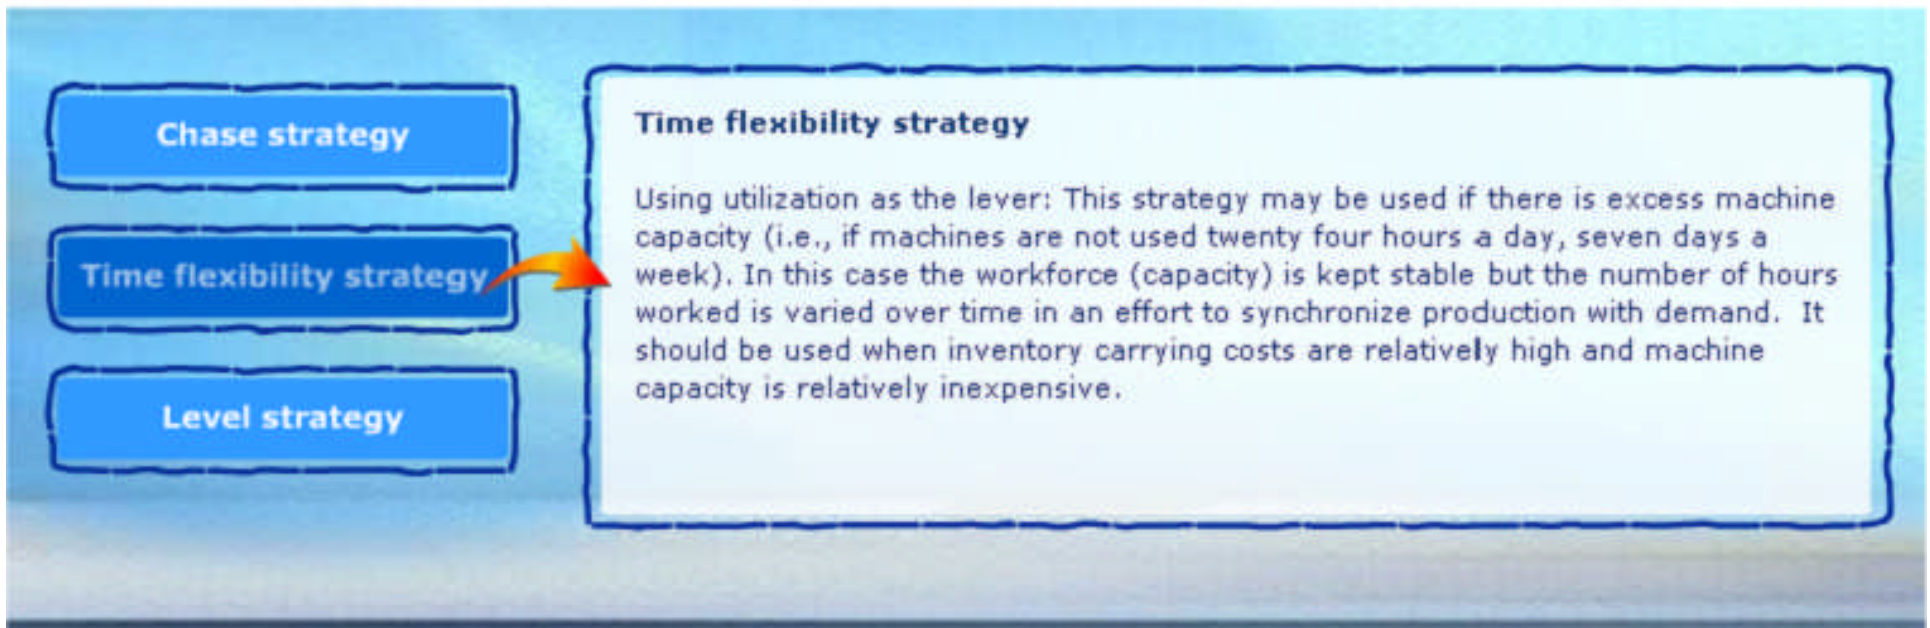 Chase strategy
Time flexibility strategy
Level strategy
Time flexibility strategy
Using utilization as the lever: This strategy may be used if there is excess machine
capacity (i.e., if machines are not used twenty four hours a day, seven days a
week). In this case the workforce (capacity) is kept stable but the number of hours
worked is varied over time in an effort to synchronize production with demand.  It
should be used when inventory carrying costs are relatively high and machine
capacity is relatively inexpensive.